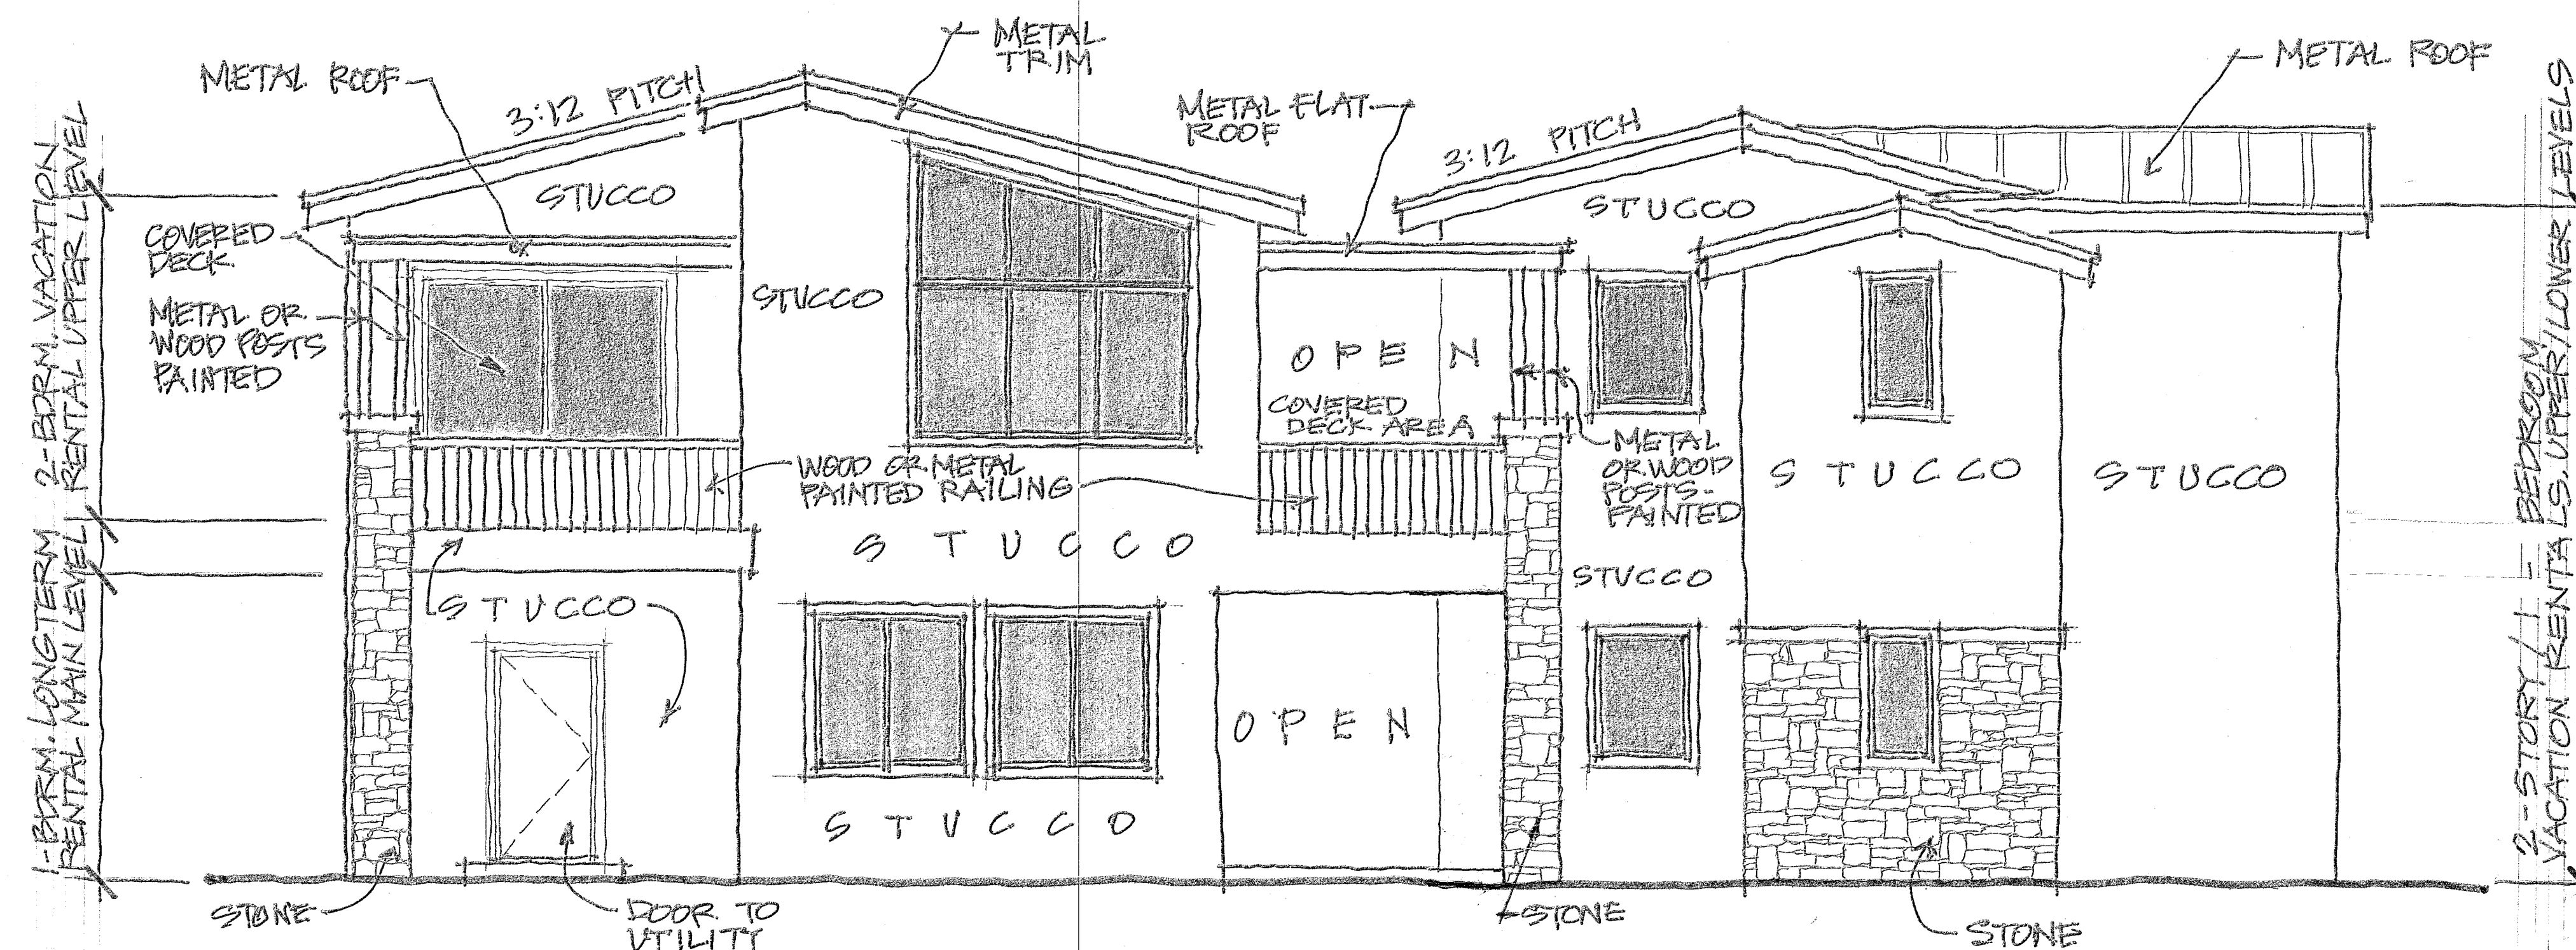 METAL TRIM
METAL ROOF
METAL ROOF
3:12 PITCH
METAL FLAT
ROOF
3:12 PITCH
STUCCO
STUCCO
COVERED
DECK
METAL OR
WOOD POSTS
PAINTED
STUCCO
OPEN
COVERED
DECK AREA
METAL
OR WOOD
POSTS-
PAINTED
WOOD OR METAL
PAINTED RAILING
STUCCO
STUCCO
STUCCO
STUCCO
STUCCO
OPEN
STUCCO
STONE
DOOR TO
UTILITY
STONE
STONE
2-BDRM. VACATION
RENTAL UPPER LEVEL
1-BDRM. LONGTERM
RENTAL MAIN LEVEL
2-STORY / 1- BEDROOM
VACATION RENTALS. UPPER/LOWER LEVELS